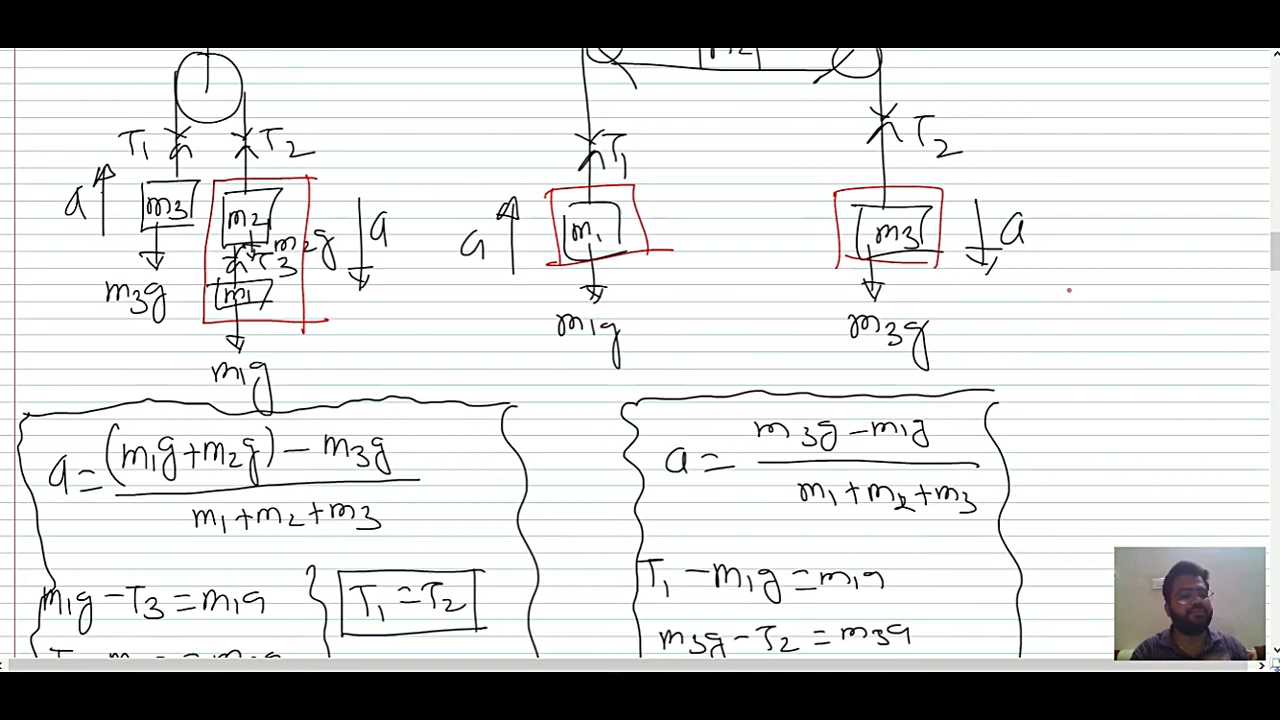 m2
T1 T2
T1
T2
a m3 m2 a
m2g
T3
m1
m3g
m1g
a m1 m3 a
m1g
m3g
a = (m1g+m2g) - m3g / m1+m2+m3
a = m3g - m1g / m1+m2+m3
m1g - T3 = m1a
T1 = T2
T1 - m1g = m1a
m3g - T2 = m3a